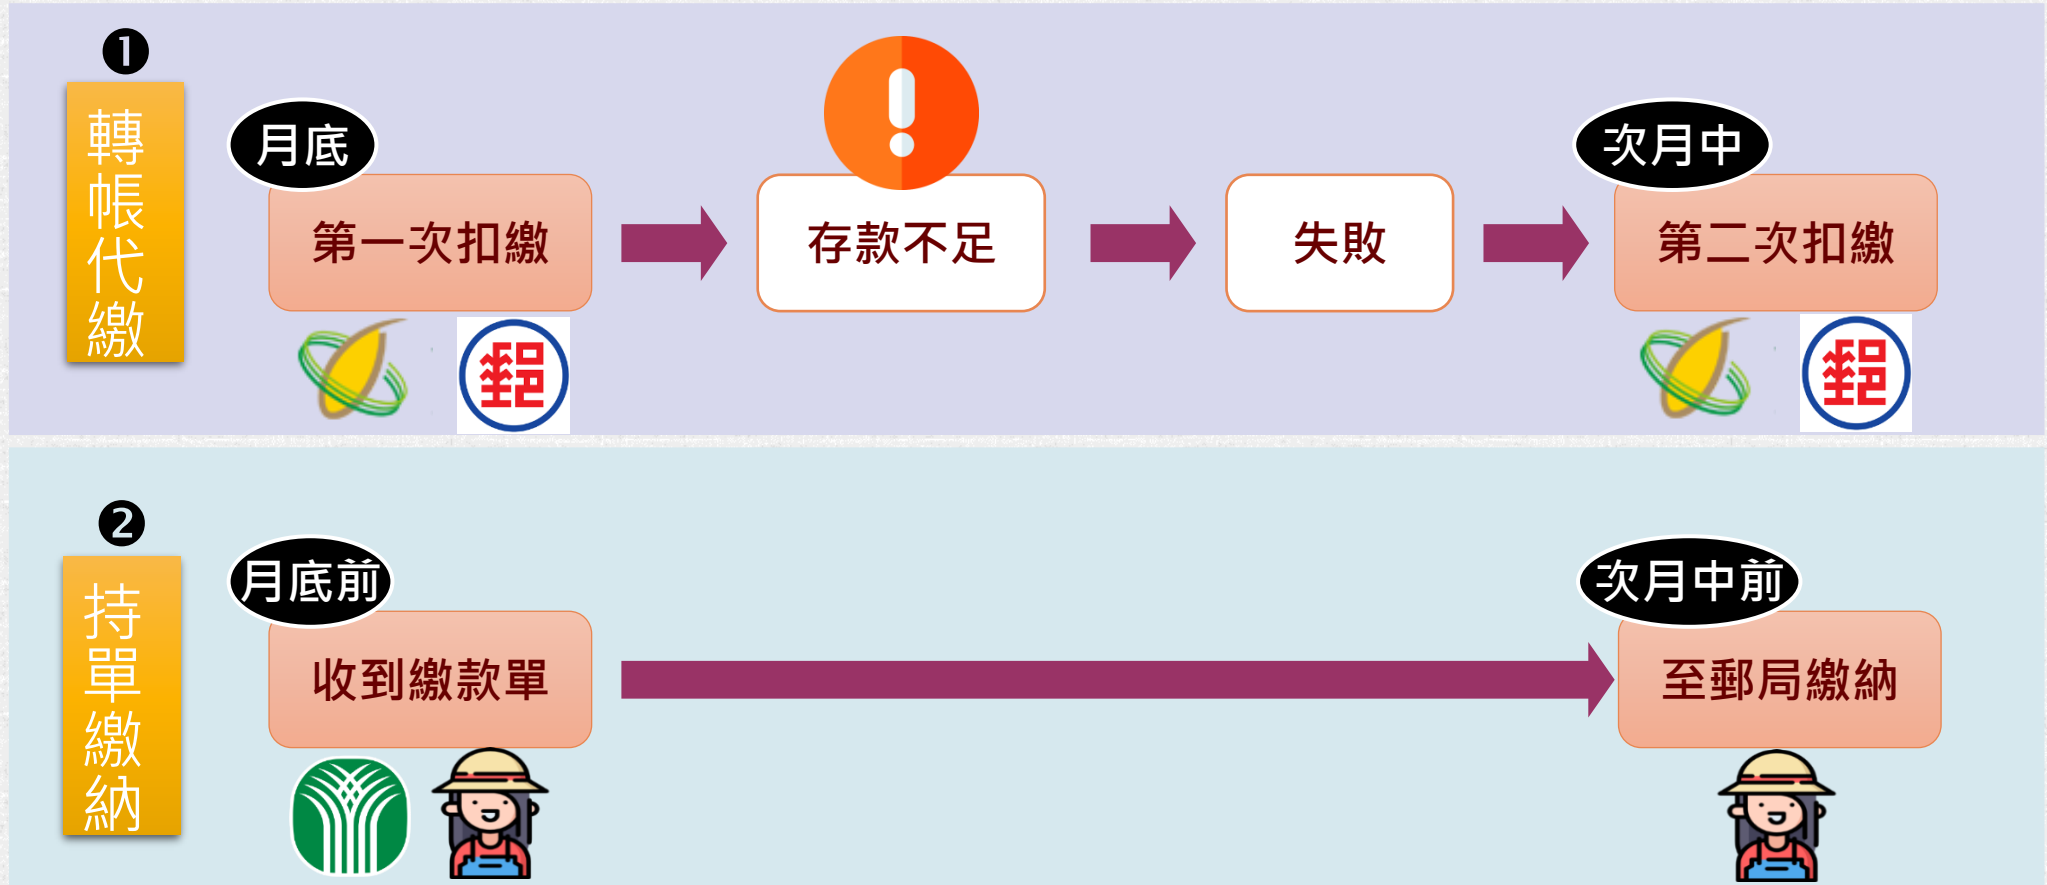 ❶
轉帳代繳
月底
第一次扣繳
存款不足
失敗
次月中
第二次扣繳
郵
郵
❷
持單繳納
月底前
收到繳款單
次月中前
至郵局繳納